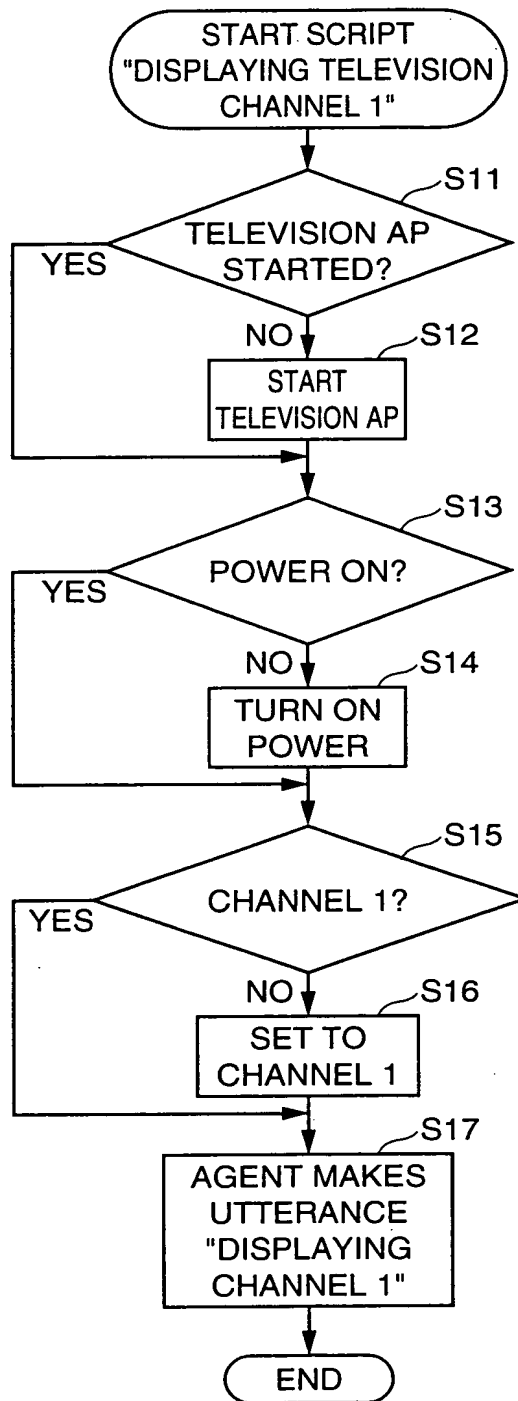 START SCRIPT
"DISPLAYING TELEVISION
CHANNEL 1"
S11
TELEVISION AP
STARTED?
YES
NO
S12
START
TELEVISION AP
S13
POWER ON?
YES
NO
S14
TURN ON
POWER
S15
CHANNEL 1?
YES
NO
S16
SET TO
CHANNEL 1
S17
AGENT MAKES
UTTERANCE
"DISPLAYING
CHANNEL 1"
END